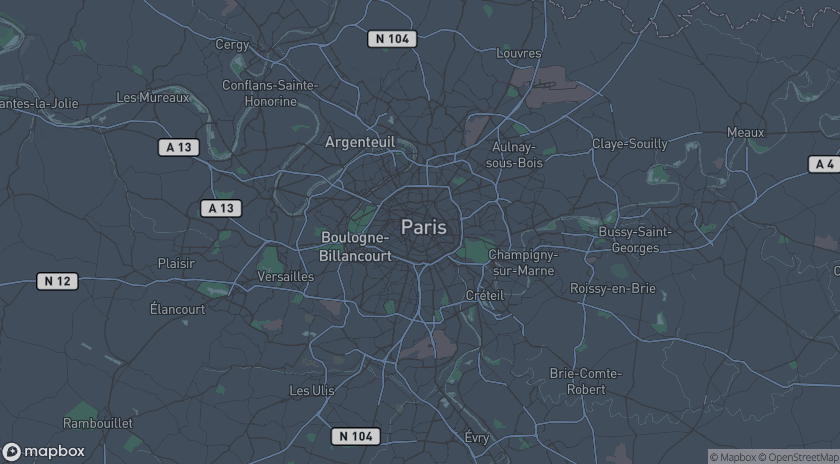 N 104
Cergy
Louvres
Conflans-Sainte-
Honorine
Les Mureaux
antes-la-Jolie
Argenteuil
Meaux
A 13
Aulnay-
sous-Bois
Claye-Souilly
A 4
A 13
Paris
Boulogne-
Billancourt
Bussy-Saint-
Georges
Plaisir
Versailles
Champigny-
sur-Marne
N 12
Élancourt
Créteil
Roissy-en-Brie
Les Ulis
Brie-Comte-
Robert
Rambouillet
N 104
Évry
mapbox
© Mapbox © OpenStreetMap